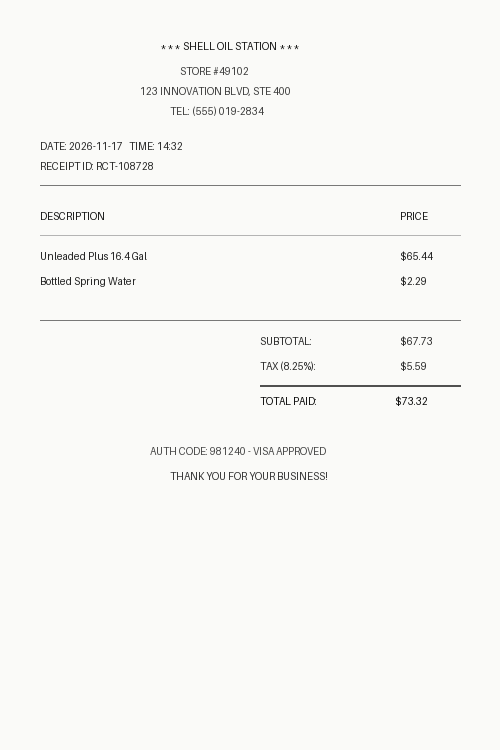 *** SHELL OIL STATION ***
STORE #49102
123 INNOVATION BLVD, STE 400
TEL: (555) 019-2834
DATE: 2026-11-17 TIME: 14:32
RECEIPT ID: RCT-108728
DESCRIPTION PRICE
Unleaded Plus 16.4 Gal $65.44
Bottled Spring Water $2.29
SUBTOTAL: $67.73
TAX (8.25%): $5.59
TOTAL PAID: $73.32
AUTH CODE: 981240 - VISA APPROVED
THANK YOU FOR YOUR BUSINESS!